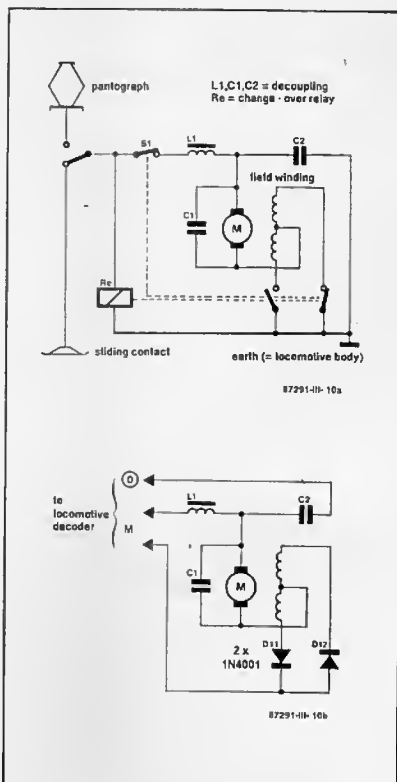 pantograph
L1,C1,C2 = decoupling
Re = change - over relay
S1
L1
C2
field winding
C1
M
Re
sliding contact
earth (= locomotive body)
87291-III- 10a
0
to
locomotive
decoder
M
L1
C2
C1
M
2 x
1N4001
D11
D12
87291-III- 10b